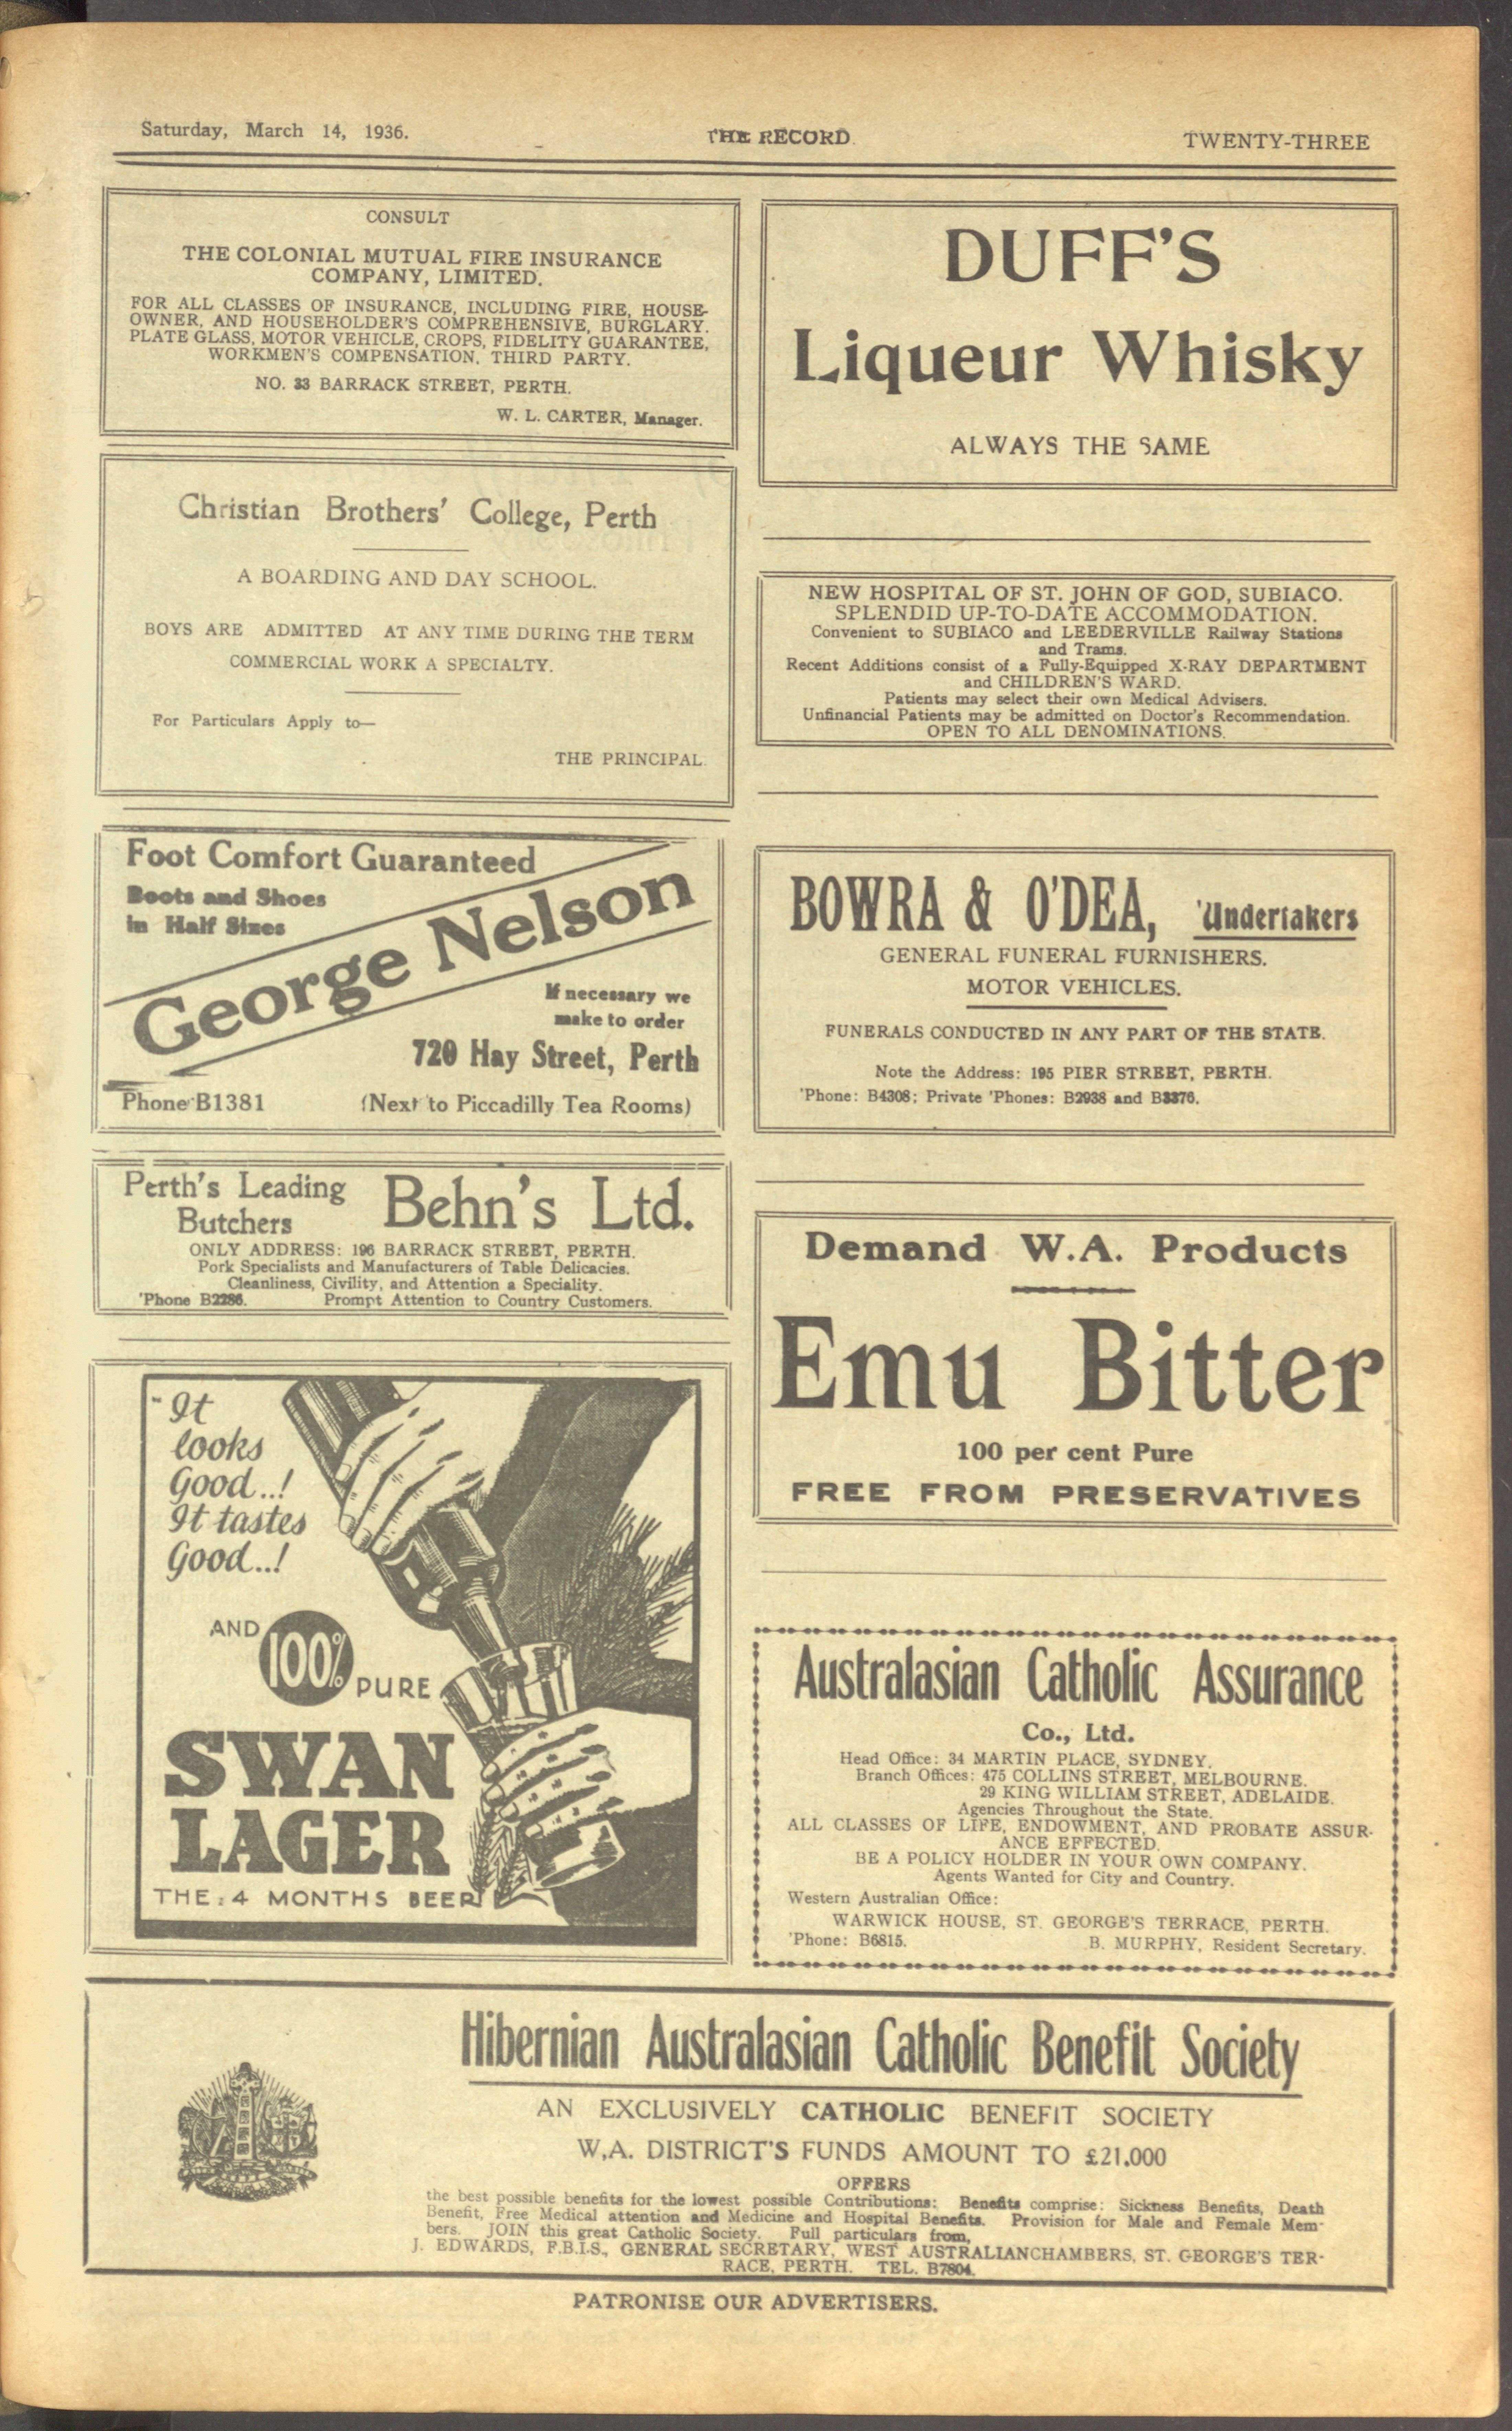 Saturday, March 14, 1936.
THE RECORD.
TWENTY-THREE
CONSULT
THE COLONIAL MUTUAL FIRE INSURANCE
COMPANY, LIMITED.
FOR ALL CLASSES OF INSURANCE, INCLUDING FIRE, HOUSE-
OWNER, AND HOUSEHOLDER'S COMPREHENSIVE, BURGLARY.
PLATE GLASS, MOTOR VEHICLE, CROPS, FIDELITY GUARANTEE,
WORKMEN'S COMPENSATION, THIRD PARTY.
NO. 33 BARRACK STREET, PERTH.
W. L. CARTER, Manager.
Christian Brothers' College, Perth
A BOARDING AND DAY SCHOOL.
BOYS ARE ADMITTED AT ANY TIME DURING THE TERM
COMMERCIAL WORK A SPECIALTY.
For Particulars Apply to—
THE PRINCIPAL.
Foot Comfort Guaranteed
Boots and Shoes
in Half Sizes
George Nelson
If necessary we
make to order
720 Hay Street, Perth
Phone B1381
(Next to Piccadilly Tea Rooms)
Perth's Leading
Butchers
Behn's Ltd.
ONLY ADDRESS: 196 BARRACK STREET, PERTH.
Pork Specialists and Manufacturers of Table Delicacies.
Cleanliness, Civility, and Attention a Speciality.
'Phone B2286. Prompt Attention to Country Customers.
"It
looks
Good..!
It tastes
Good..!
AND
100%
PURE
SWAN
LAGER
THE 4 MONTHS BEER
DUFF'S
Liqueur Whisky
ALWAYS THE SAME
NEW HOSPITAL OF ST. JOHN OF GOD, SUBIACO.
SPLENDID UP-TO-DATE ACCOMMODATION.
Convenient to SUBIACO and LEEDERVILLE Railway Stations
and Trams.
Recent Additions consist of a Fully-Equipped X-RAY DEPARTMENT
and CHILDREN'S WARD.
Patients may select their own Medical Advisers.
Unfinancial Patients may be admitted on Doctor's Recommendation.
OPEN TO ALL DENOMINATIONS.
BOWRA & O'DEA, Undertakers
GENERAL FUNERAL FURNISHERS.
MOTOR VEHICLES.
FUNERALS CONDUCTED IN ANY PART OF THE STATE.
Note the Address: 195 PIER STREET, PERTH.
'Phone: B4308; Private 'Phones: B2938 and B3376.
Demand W.A. Products
Emu Bitter
100 per cent Pure
FREE FROM PRESERVATIVES
Australasian Catholic Assurance
Co., Ltd.
Head Office: 34 MARTIN PLACE, SYDNEY.
Branch Offices: 475 COLLINS STREET, MELBOURNE.
29 KING WILLIAM STREET, ADELAIDE.
Agencies Throughout the State.
ALL CLASSES OF LIFE, ENDOWMENT, AND PROBATE ASSUR-
ANCE EFFECTED.
BE A POLICY HOLDER IN YOUR OWN COMPANY.
Agents Wanted for City and Country.
Western Australian Office:
WARWICK HOUSE, ST. GEORGE'S TERRACE, PERTH.
'Phone: B6815. B. MURPHY, Resident Secretary.
Hibernian Australasian Catholic Benefit Society
AN EXCLUSIVELY CATHOLIC BENEFIT SOCIETY
W.A. DISTRICT'S FUNDS AMOUNT TO £21,000
OFFERS
the best possible benefits for the lowest possible Contributions: Benefits comprise: Sickness Benefits, Death
Benefit, Free Medical attention and Medicine and Hospital Benefits. Provision for Male and Female Mem-
bers. JOIN this great Catholic Society. Full particulars from,
J. EDWARDS, F.B.I.S., GENERAL SECRETARY, WEST AUSTRALIANCHAMBERS, ST. GEORGE'S TER-
RACE, PERTH. TEL. B7804.
PATRONISE OUR ADVERTISERS.